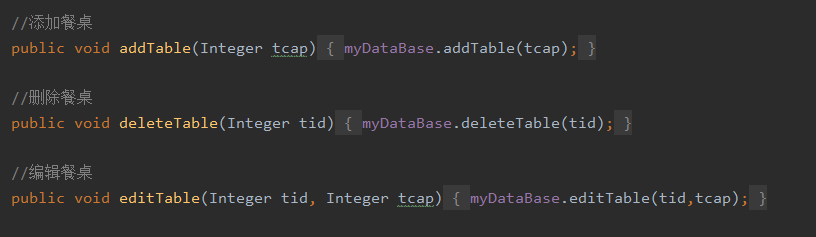 //添加餐桌
public void addTable(Integer tcap) { myDataBase.addTable(tcap); }
//删除餐桌
public void deleteTable(Integer tid) { myDataBase.deleteTable(tid); }
//编辑餐桌
public void editTable(Integer tid, Integer tcap) { myDataBase.editTable(tid,tcap); }